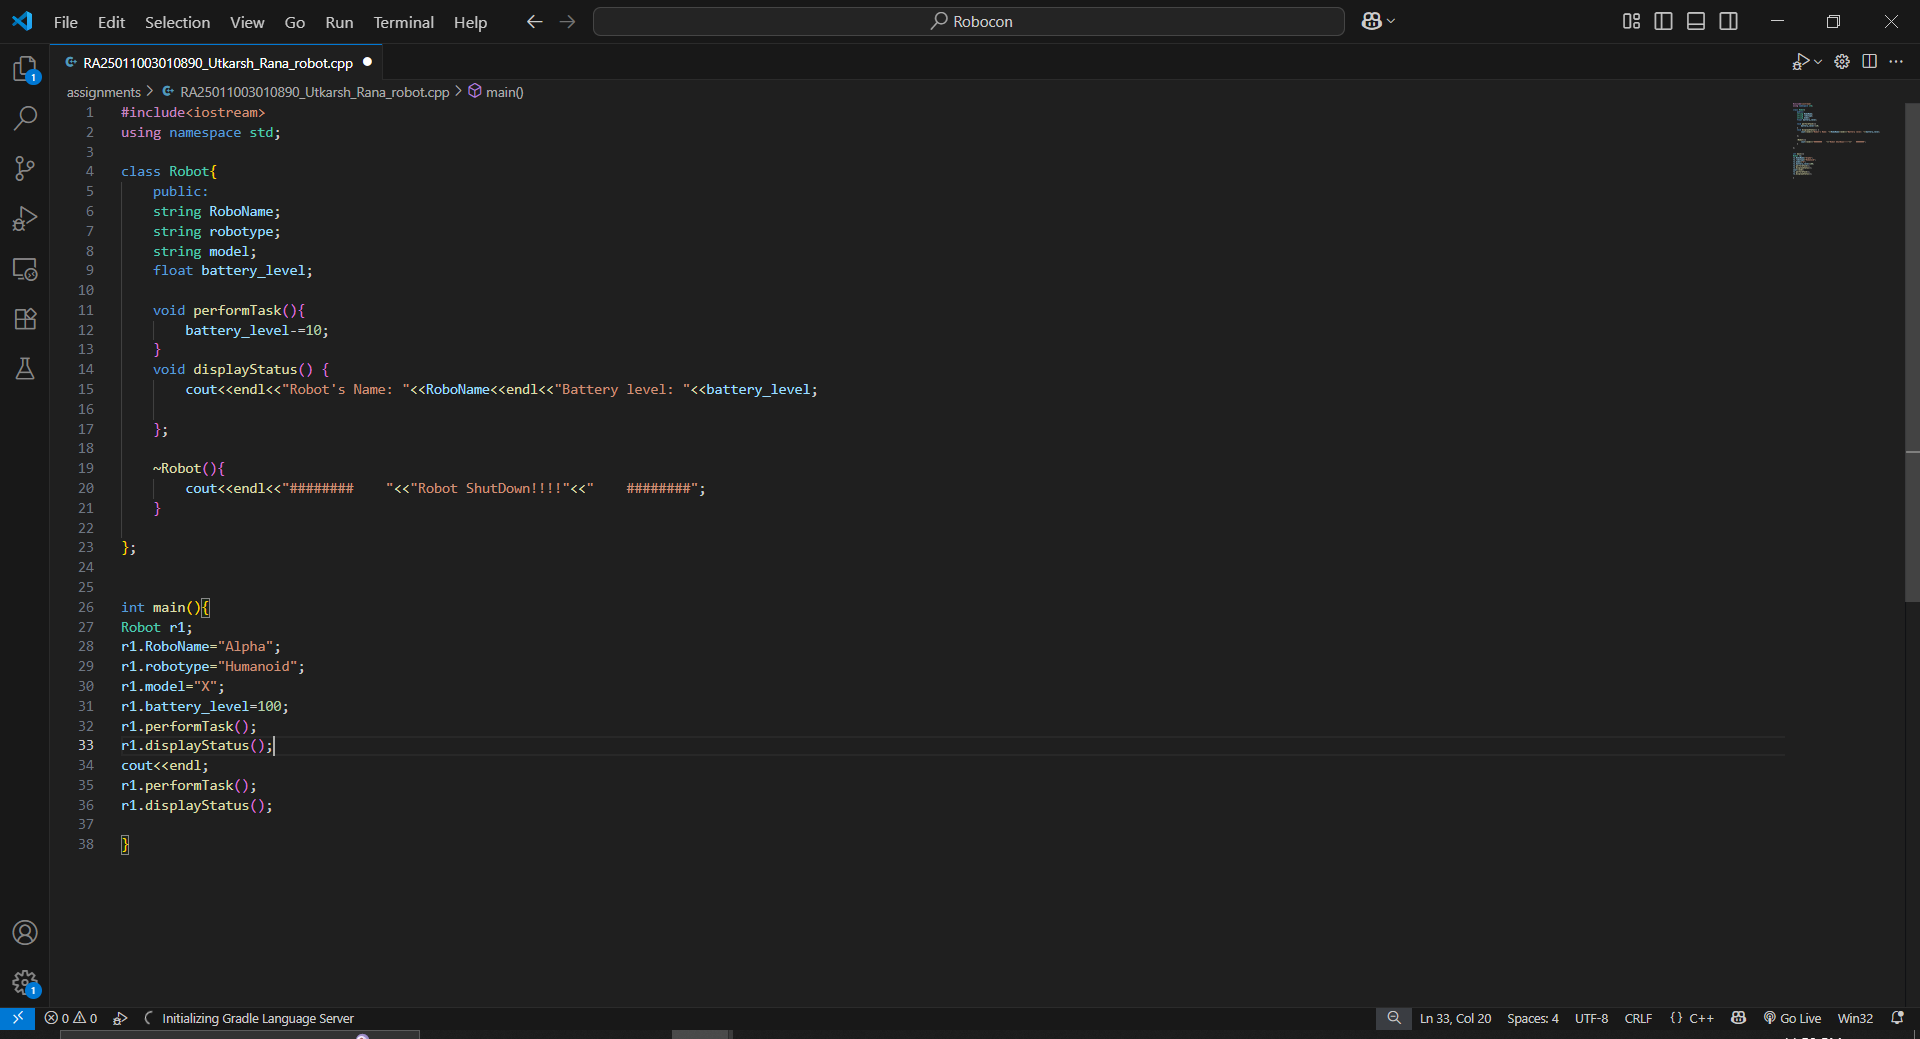 File Edit Selection View Go Run Terminal Help Robocon
RA25011003010890_Utkarsh_Rana_robot.cpp
assignments > RA25011003010890_Utkarsh_Rana_robot.cpp > main()
1 #include<iostream>
2 using namespace std;
3
4 class Robot{
5 public:
6 string RoboName;
7 string robotype;
8 string model;
9 float battery_level;
10
11 void performTask(){
12 battery_level-=10;
13 }
14 void displayStatus() {
15 cout<<endl<<"Robot's Name: "<<RoboName<<endl<<"Battery level: "<<battery_level;
16
17 };
18
19 ~Robot(){
20 cout<<endl<<"########    "<<"Robot ShutDown!!!!"<<"    ########";
21 }
22
23 };
24
25
26 int main(){
27 Robot r1;
28 r1.RoboName="Alpha";
29 r1.robotype="Humanoid";
30 r1.model="X";
31 r1.battery_level=100;
32 r1.performTask();
33 r1.displayStatus();
34 cout<<endl;
35 r1.performTask();
36 r1.displayStatus();
37
38 }
1
1
0 0 Initializing Gradle Language Server Ln 33, Col 20 Spaces: 4 UTF-8 CRLF {} C++ Go Live Win32